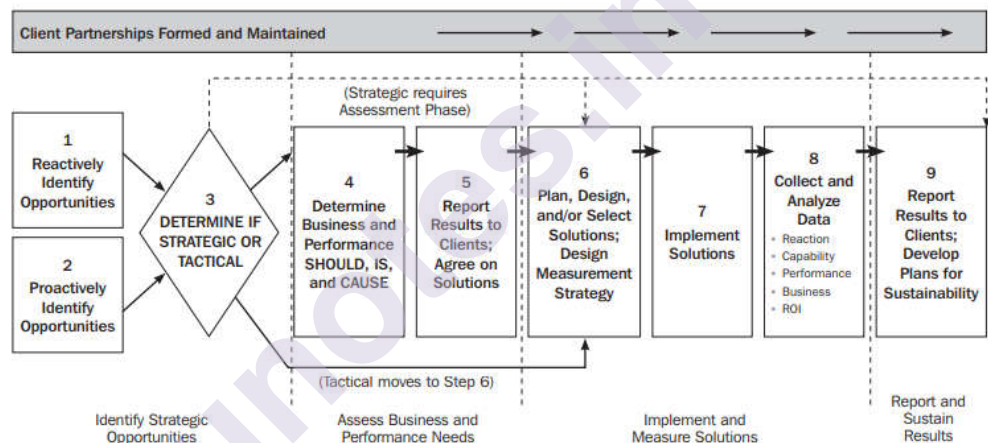 Client Partnerships Formed and Maintained
(Strategic requires
Assessment Phase)
1
Reactively
Identify
Opportunities
2
Proactively
Identify
Opportunities
3
DETERMINE IF
STRATEGIC OR
TACTICAL
4
Determine
Business and
Performance
SHOULD, iS,
and CAUSE
5
Report
Results to
Clients;
Agree on
Solutions
6
Plan, Design,
and/or Select
Solutions;
Design
Measurement
Strategy
7
Implement
Solutions
8
Collect and
Analyze
Data
• Reaction
• Capability
• Performance
• Business
• ROI
9
Report
Results to
Clients;
Develop
Plans for
Sustainability
(Tactical moves to Step 6)
Identify Strategic
Opportunities
Assess Business and
Performance Needs
Implement and
Measure Solutions
Report and
Sustain
Results
unotes.in